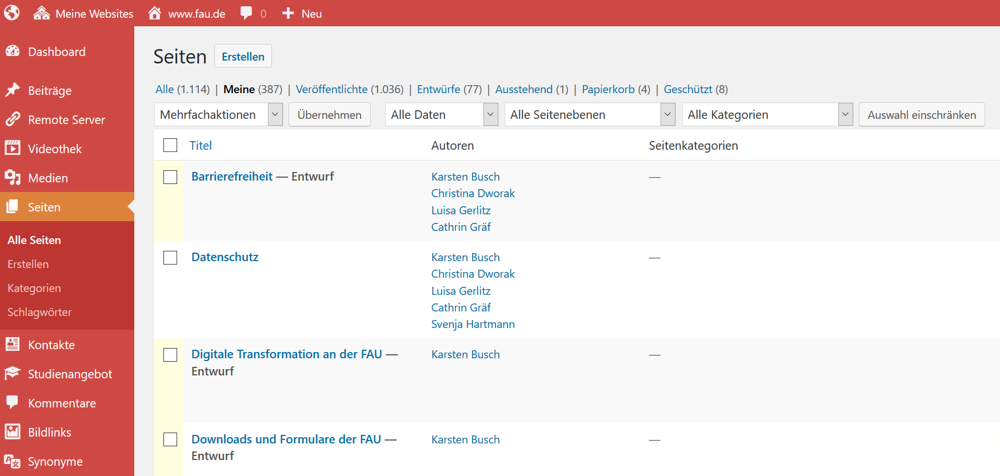 Meine Websites www.fau.de 0 Neu
Dashboard
Beiträge
Remote Server
Videothek
Medien
Seiten
Alle Seiten
Erstellen
Kategorien
Schlagwörter
Kontakte
Studienangebot
Kommentare
Bildlinks
Synonyme
Seiten Erstellen
Alle (1.114) | Meine (387) | Veröffentlichte (1.036) | Entwürfe (77) | Ausstehend (1) | Papierkorb (4) | Geschützt (8)
Mehrfachaktionen Übernehmen Alle Daten Alle Seitenebenen Alle Kategorien Auswahl einschränken
Titel Autoren Seitenkategorien
Barrierefreiheit — Entwurf Karsten Busch —
Christina Dworak
Luisa Gerlitz
Cathrin Gräf
Datenschutz Karsten Busch —
Christina Dworak
Luisa Gerlitz
Cathrin Gräf
Svenja Hartmann
Digitale Transformation an der FAU — Karsten Busch —
Entwurf
Downloads und Formulare der FAU — Karsten Busch —
Entwurf